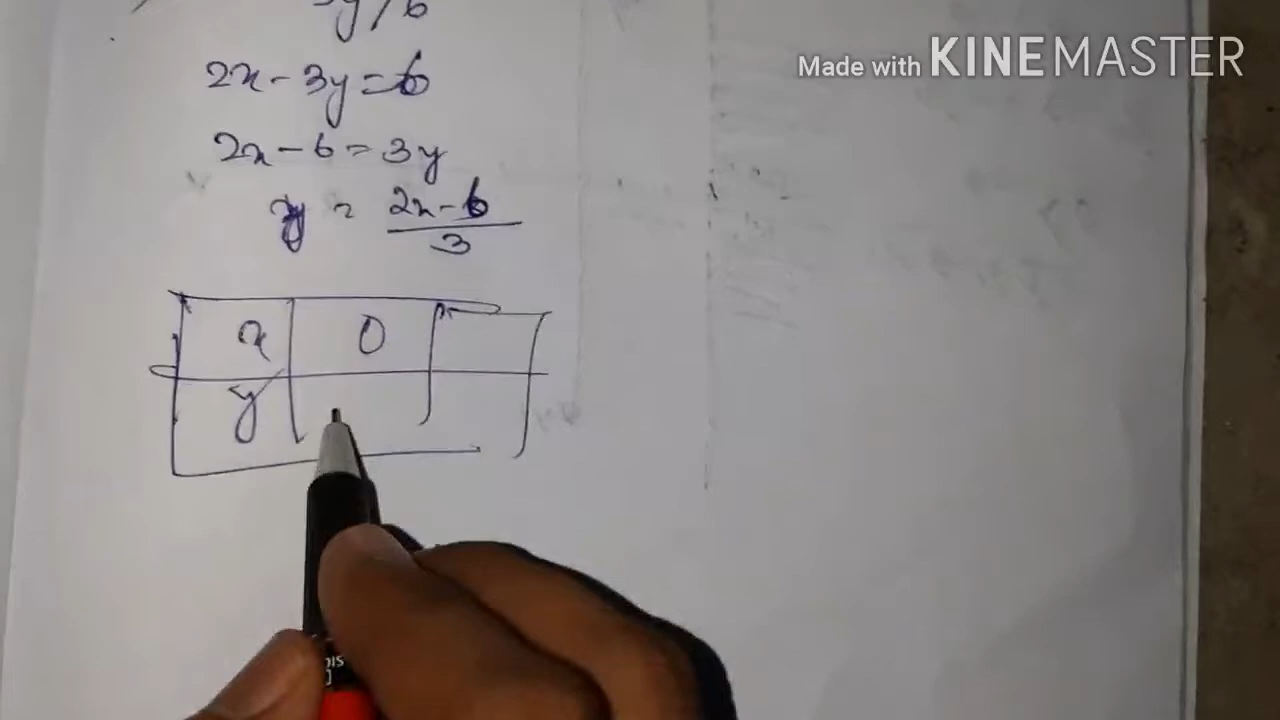 Made with KINEMASTER
2x - 3y = 6
2x - 6 = 3y
y = 2x - 6
3
x 0
y